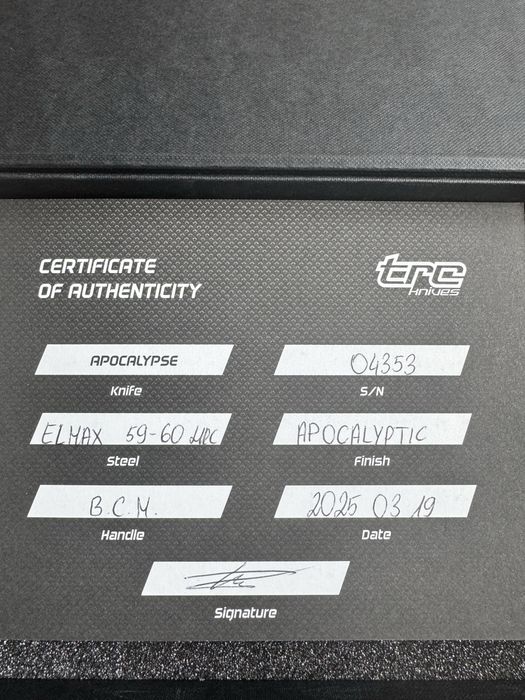 CERTIFICATE
OF AUTHENTICITY
trc
knives
APOCALYPSE
Knife
04353
S/N
ELMAX 59-60 HRC
Steel
APOCALYPTIC
Finish
B.C.M.
Handle
2025 03 19
Date
Signature